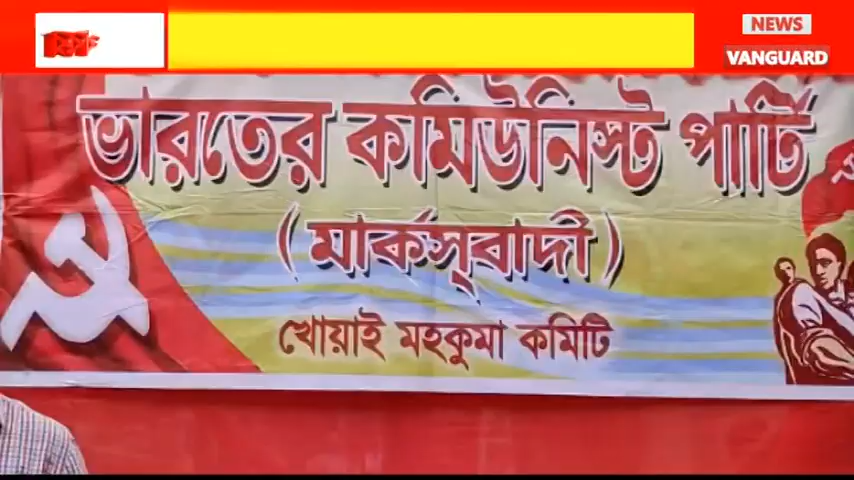 NEWS
VANGUARD
ভারতের কমিউনিস্ট পার্টি
(মার্কস্বাদী)
খোয়াই মহকুমা কমিটি